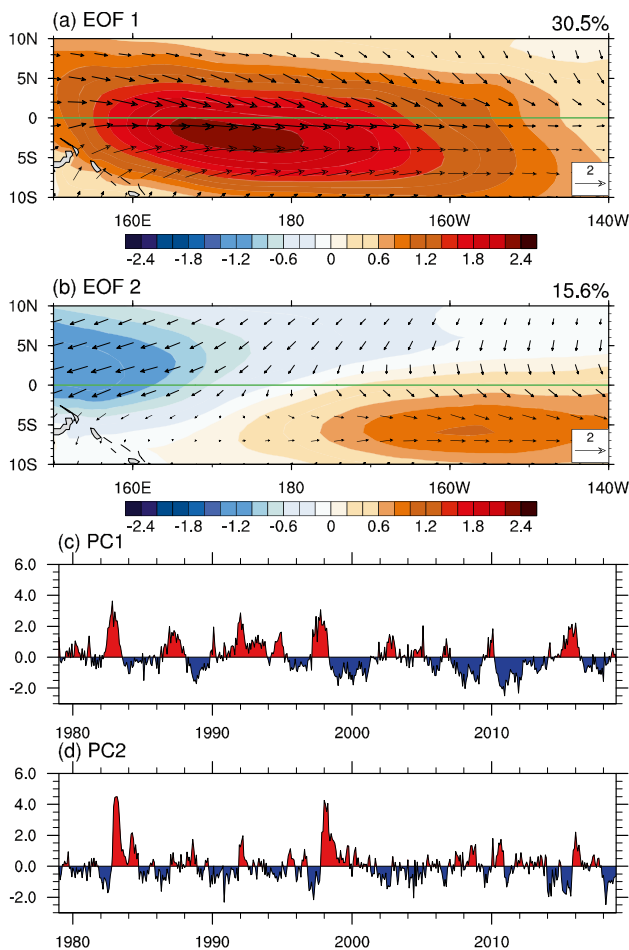 (a) EOF 1 30.5%
10N
5N
0
5S
10S
2
160E 180 160W 140W
-2.4 -1.8 -1.2 -0.6 0 0.6 1.2 1.8 2.4
(b) EOF 2 15.6%
10N
5N
0
5S
10S
2
160E 180 160W 140W
-2.4 -1.8 -1.2 -0.6 0 0.6 1.2 1.8 2.4
(c) PC1
6.0
4.0
2.0
0.0
-2.0
1980 1990 2000 2010
(d) PC2
6.0
4.0
2.0
0.0
-2.0
1980 1990 2000 2010